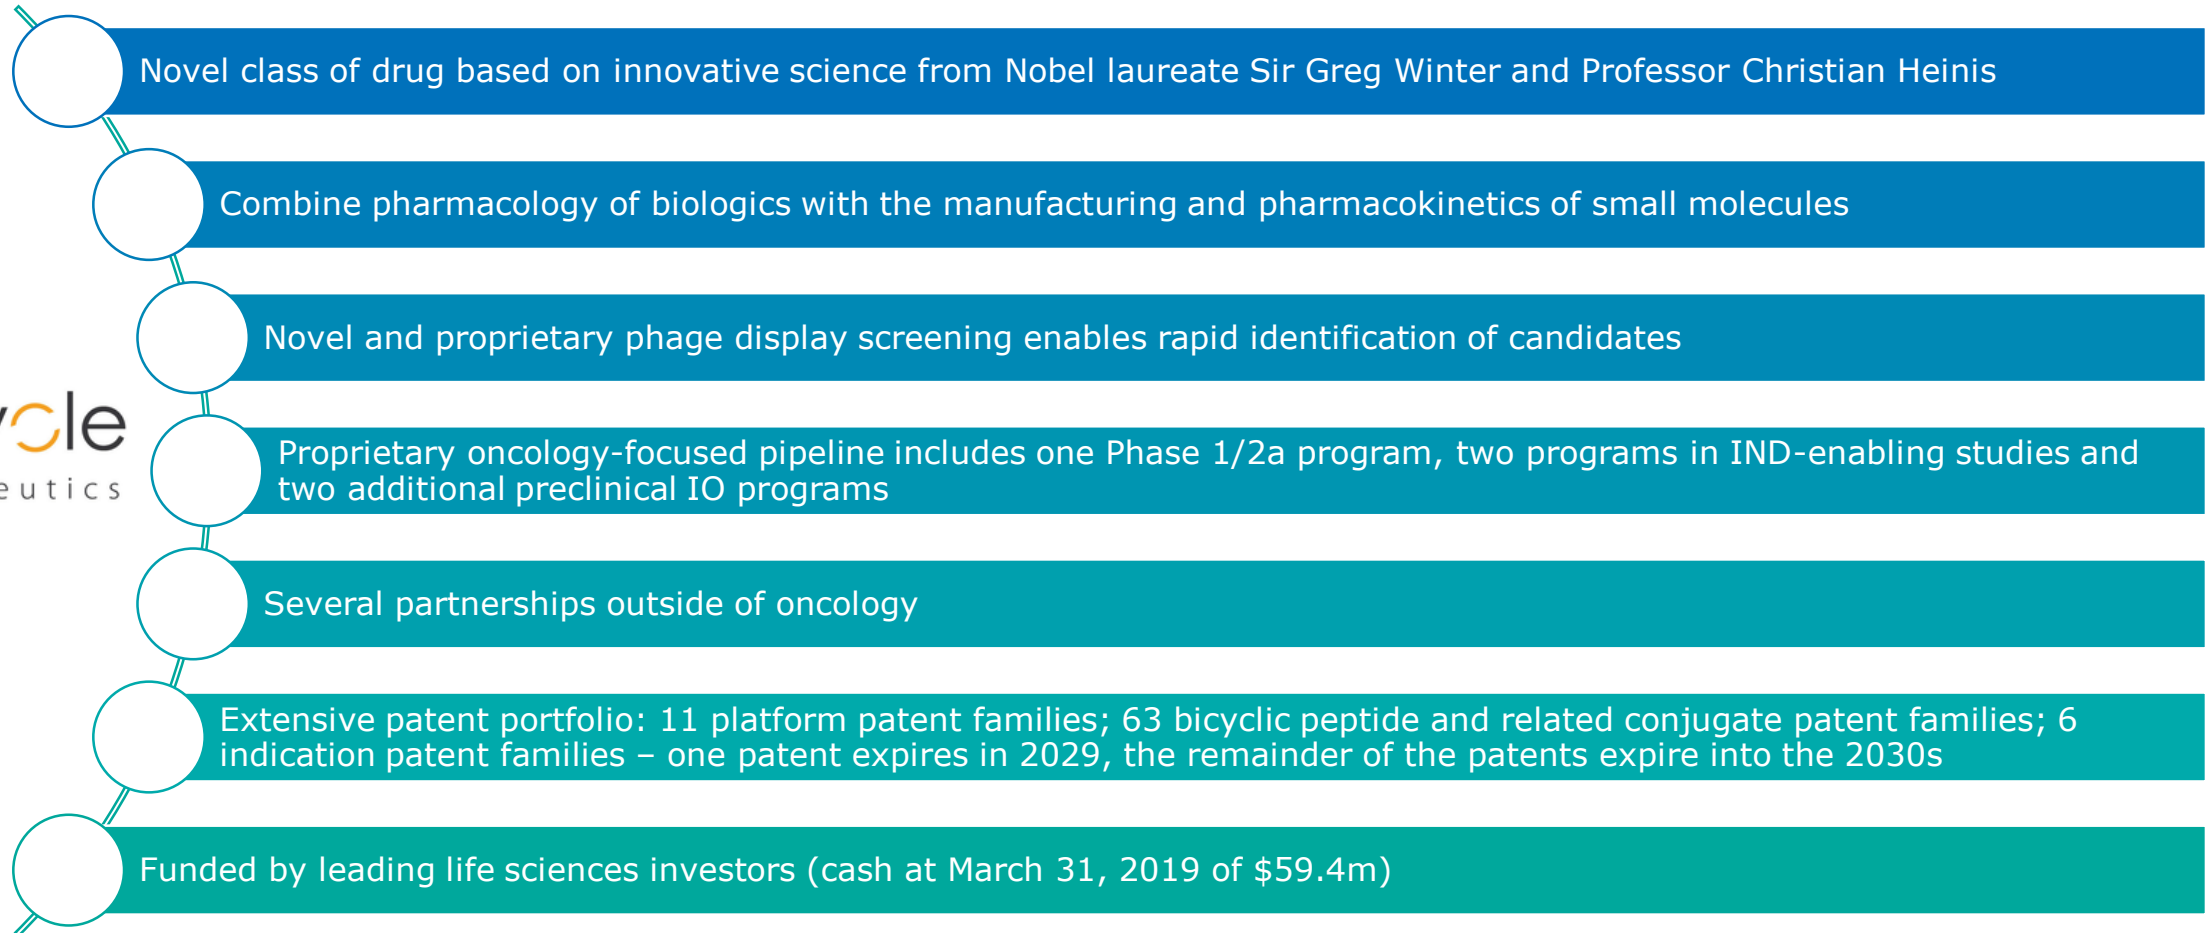 Novel class of drug based on innovative science from Nobel laureate Sir Greg Winter and Professor Christian Heinis
Combine pharmacology of biologics with the manufacturing and pharmacokinetics of small molecules
Novel and proprietary phage display screening enables rapid identification of candidates
ycle
eutics
Proprietary oncology-focused pipeline includes one Phase 1/2a program, two programs in IND-enabling studies and
two additional preclinical IO programs
Several partnerships outside of oncology
Extensive patent portfolio: 11 platform patent families; 63 bicyclic peptide and related conjugate patent families; 6
indication patent families – one patent expires in 2029, the remainder of the patents expire into the 2030s
Funded by leading life sciences investors (cash at March 31, 2019 of $59.4m)